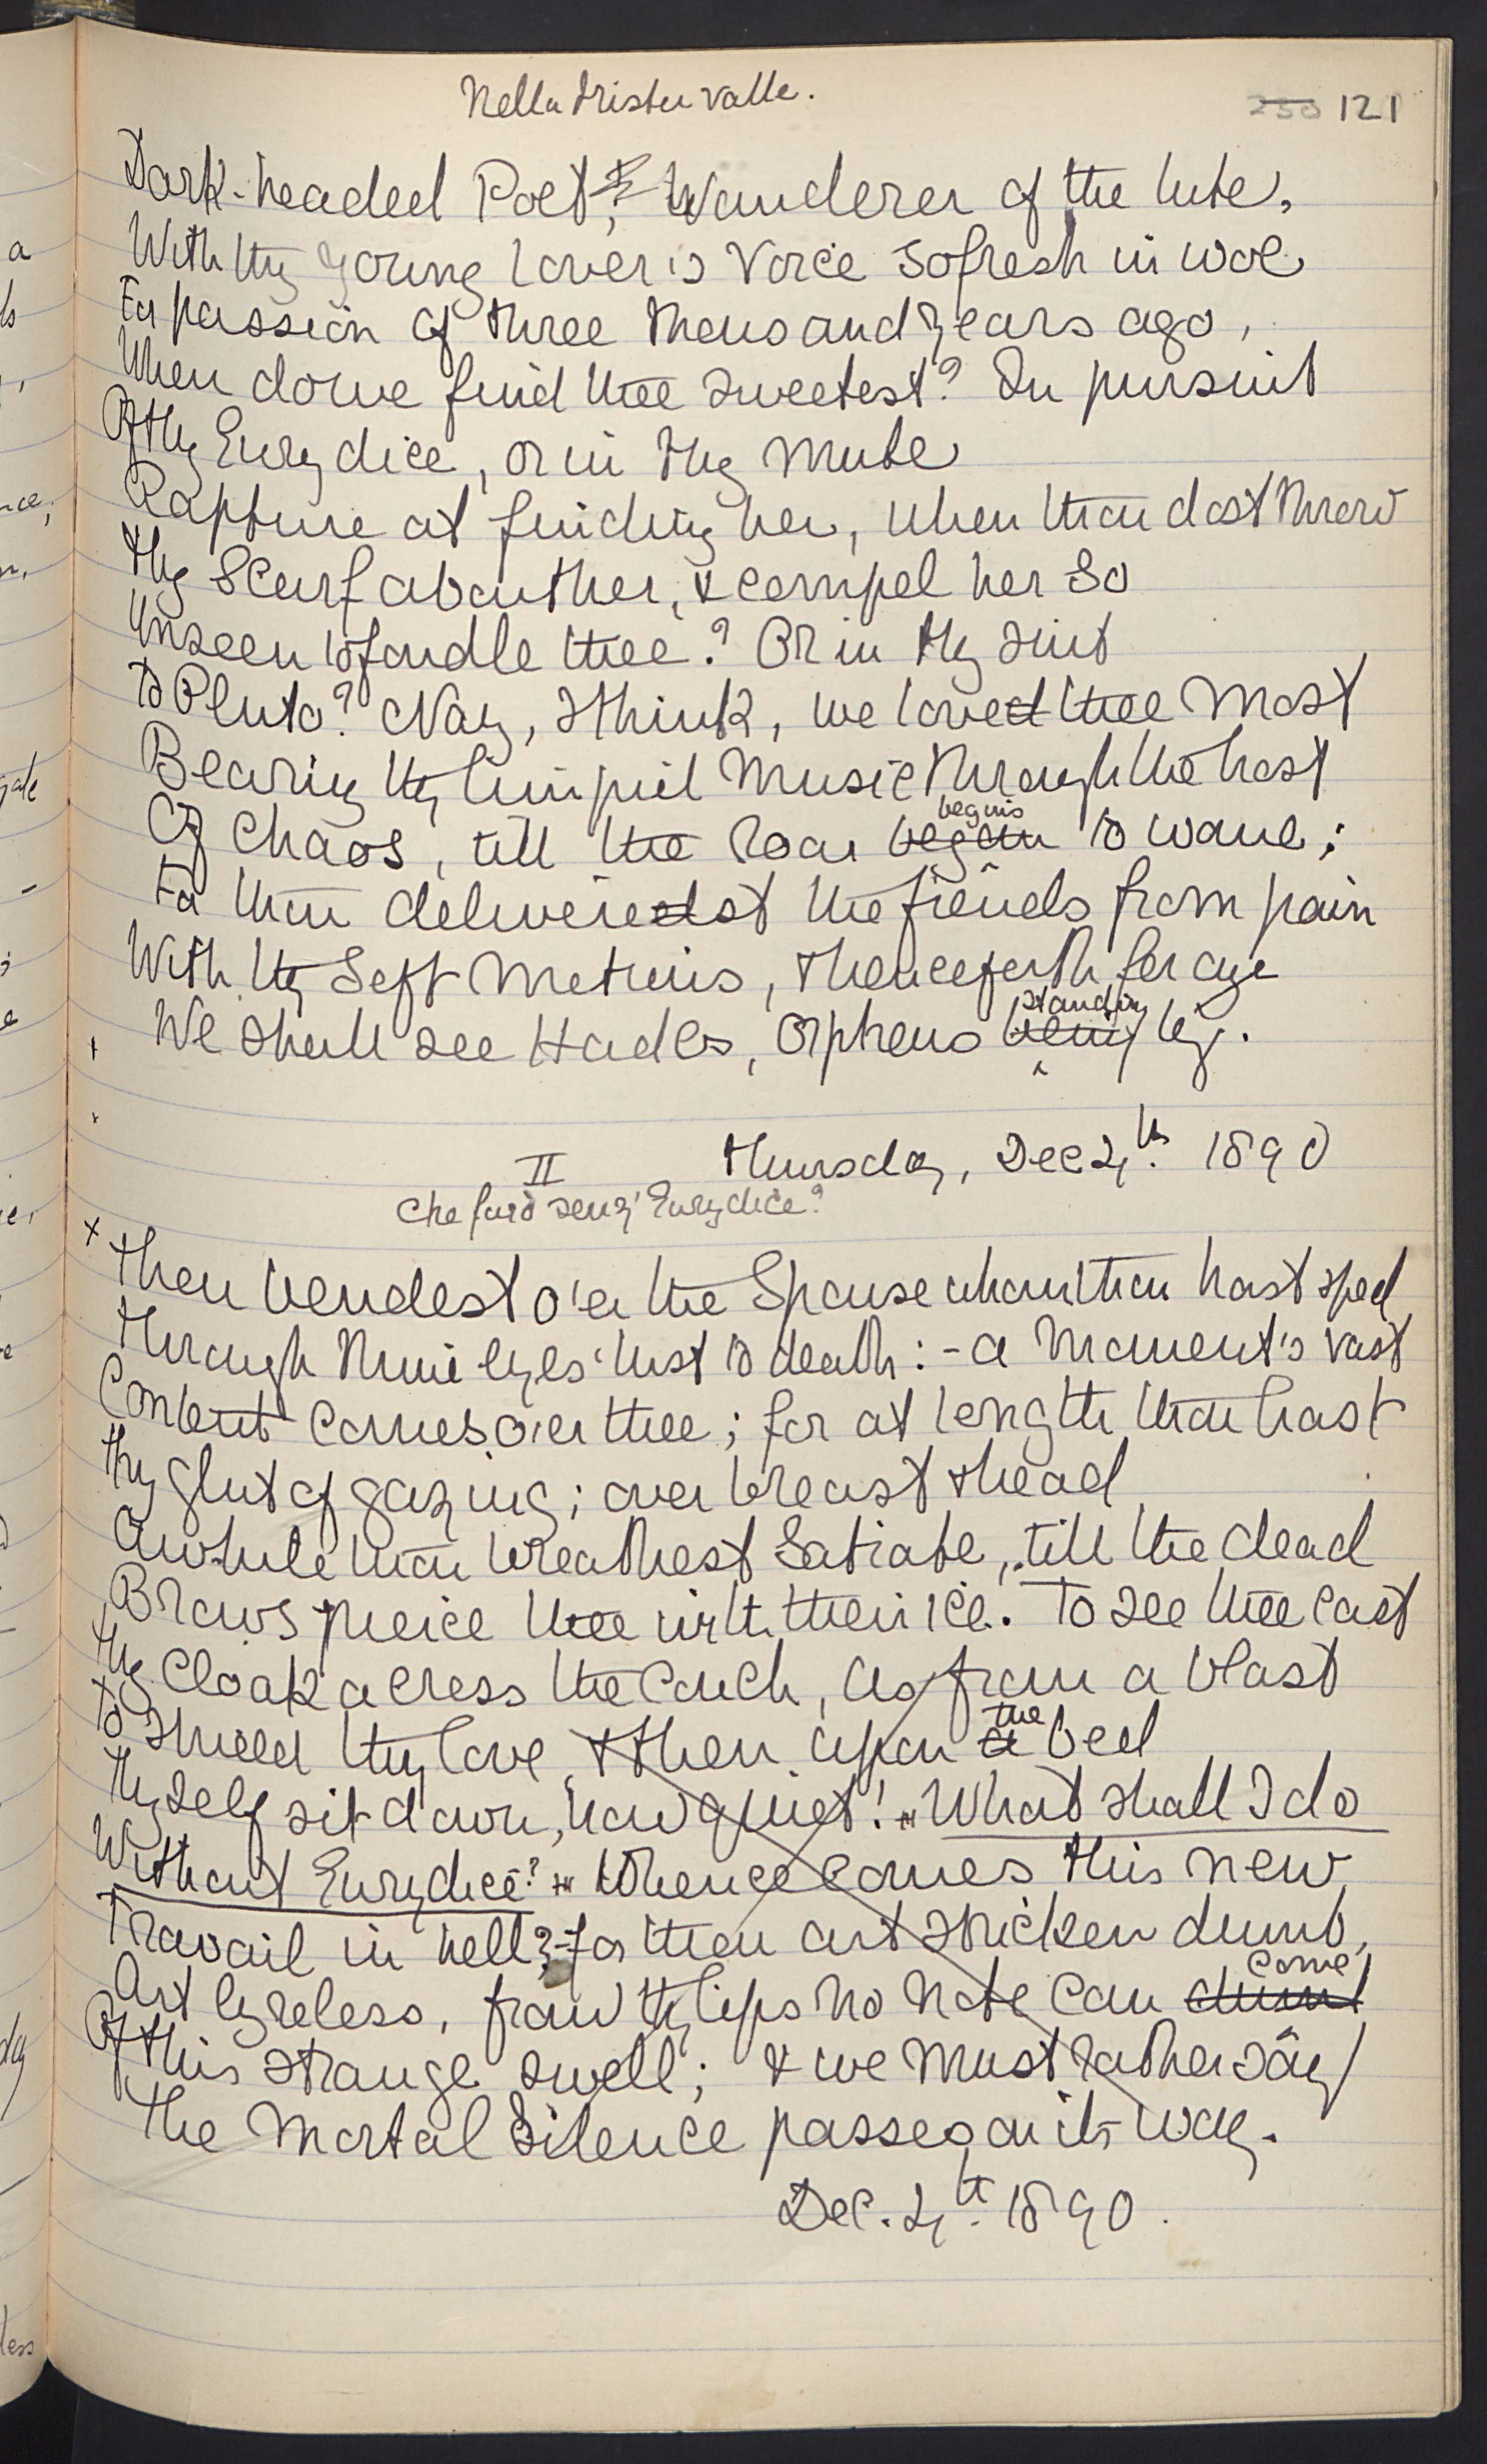 Nella tristu valle.
250 121
Dark-headed Poet, Wanderer of the lute,
With thy young lover's voice so fresh in woe
For passion of three thousand years ago,
When do we find thee sweetest? In pursuit
Of thy Eurydice, or in thy mute
Rapture at finding her, when thou dost throw
Thy scarf about her, & compel her so
Unseen to fondle thee? Or in thy suit
To Pluto? Nay, I think, we loved thee most
Bearing thy limpid music through the host
begins
Of Chaos, till the roar began to wane;
For thou deliveredst the fiends from pain
With thy soft metheus, & henceforth for aye
standing
We shall see Hades, Orpheus being by.
Thursday, Dec 4th. 1890
II
Che farò senz' Eurydice?
Thou bendest o'er the Spouse whom thou hast sped
Through thine eyes' lust to death: - a moment's vast
Content comes o'er thee; for at length thou hast
Thy glut of gazing; over breast & head
Awhile thou breathest satiate, till the dead
Brows pierce thee with their ice. To see thee cast
Thy cloak across the couch, as from a blast
the
To shield thy love, & then upon a bed
Thyself sit down, how quiet! "What shall I do
Without Eurydice?" Whence comes this new
Travail in hell? - for thou art stricken dumb,
come
Art lyreless, from thy lips no note can
Of this strange swell; & we must rather say
The mortal Silence passes on its way.
Dec. 4th. 1890.